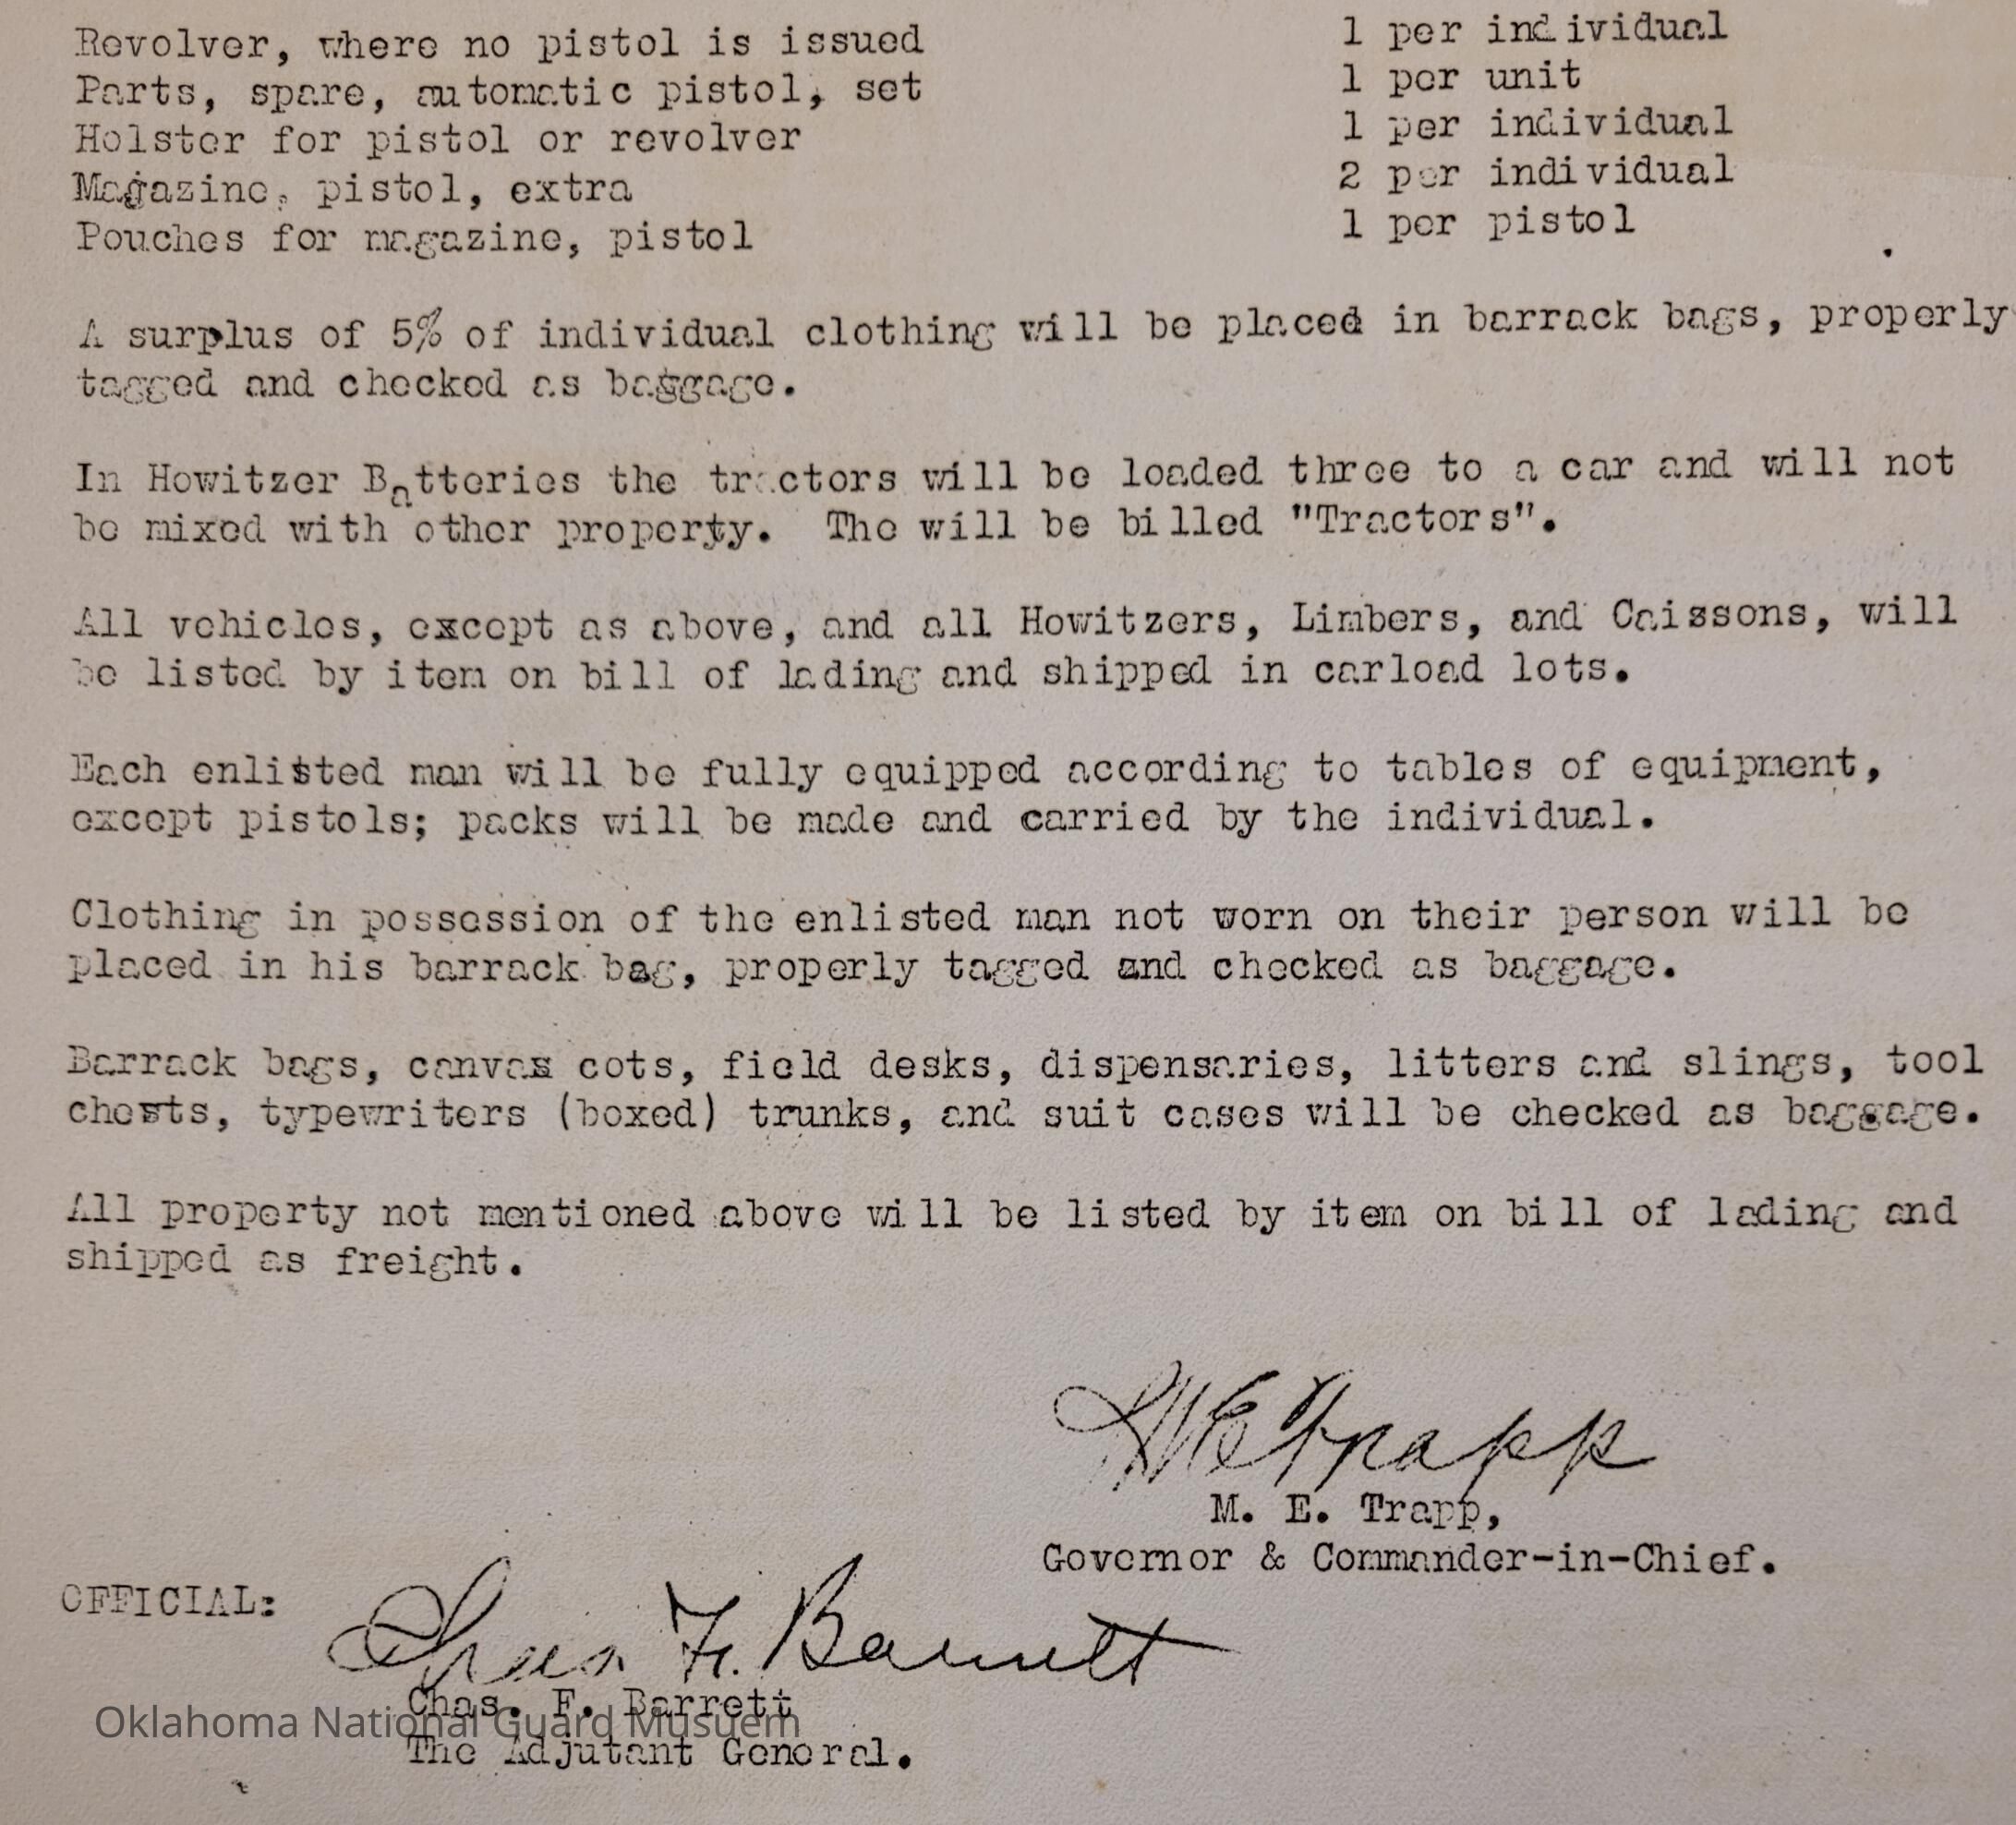 Revolver, where no pistol is issued 1 per individual
Parts, spare, automatic pistol, set 1 per unit
Holster for pistol or revolver 1 per individual
Magazine, pistol, extra 2 per individual
Pouches for magazine, pistol 1 per pistol
A surplus of 5% of individual clothing will be placed in barrack bags, properly
tagged and checked as baggage.
In Howitzer Batteries the tractors will be loaded three to a car and will not
be mixed with other property. The will be billed "Tractors".
All vehicles, except as above, and all Howitzers, Limbers, and Caissons, will
be listed by item on bill of lading and shipped in carload lots.
Each enlisted man will be fully equipped according to tables of equipment,
except pistols; packs will be made and carried by the individual.
Clothing in possession of the enlisted man not worn on their person will be
placed in his barrack bag, properly tagged and checked as baggage.
Barrack bags, canvas cots, field desks, dispensaries, litters and slings, tool
chests, typewriters (boxed) trunks, and suit cases will be checked as baggage.
All property not mentioned above will be listed by item on bill of lading and
shipped as freight.
M E Trapp
M. E. Trapp,
Governor & Commander-in-Chief.
OFFICIAL:
Chas. F. Barrett
Chas. F. Barrett
The Adjutant General.
Oklahoma National Guard Musuem